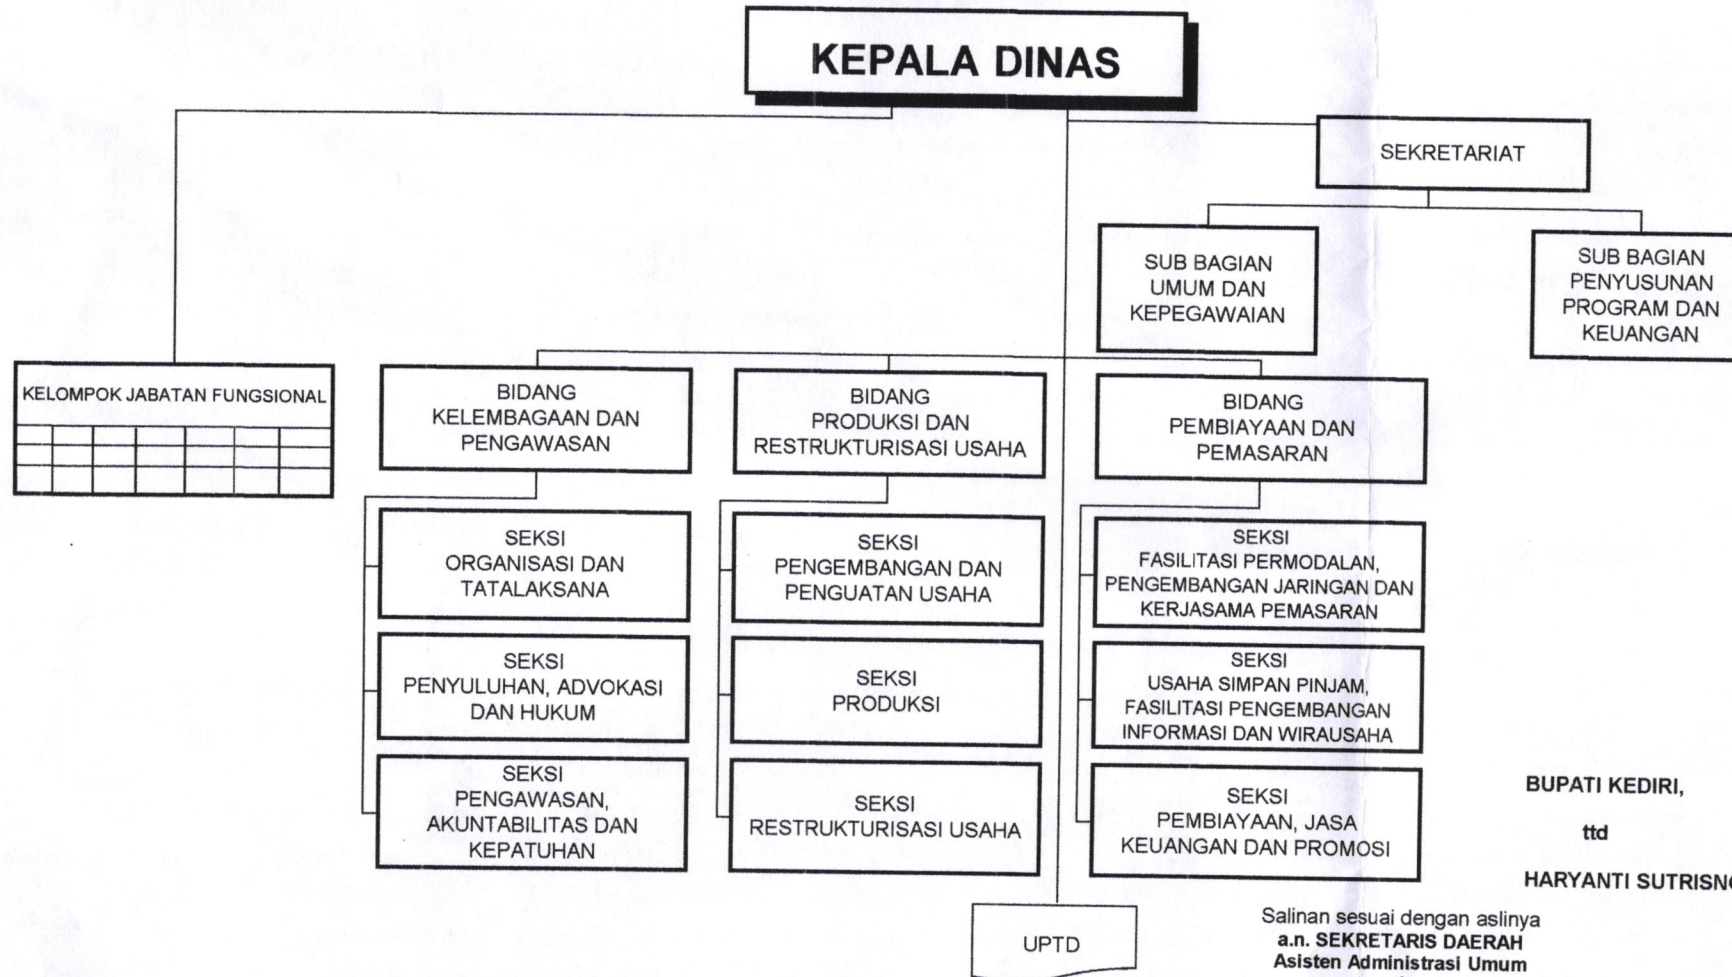 KEPALA DINAS
SEKRETARIAT
SUB BAGIAN
UMUM DAN
KEPEGAWAIAN
SUB BAGIAN
PENYUSUNAN
PROGRAM DAN
KEUANGAN
KELOMPOK JABATAN FUNGSIONAL
BIDANG
KELEMBAGAAN DAN
PENGAWASAN
BIDANG
PRODUKSI DAN
RESTRUKTURISASI USAHA
BIDANG
PEMBIAYAAN DAN
PEMASARAN
SEKSI
ORGANISASI DAN
TATALAKSANA
SEKSI
PENGEMBANGAN DAN
PENGUATAN USAHA
SEKSI
FASILITASI PERMODALAN,
PENGEMBANGAN JARINGAN DAN
KERJASAMA PEMASARAN
SEKSI
PENYULUHAN, ADVOKASI
DAN HUKUM
SEKSI
PRODUKSI
SEKSI
USAHA SIMPAN PINJAM,
FASILITASI PENGEMBANGAN
INFORMASI DAN WIRAUSAHA
SEKSI
PENGAWASAN,
AKUNTABILITAS DAN
KEPATUHAN
SEKSI
RESTRUKTURISASI USAHA
SEKSI
PEMBIAYAAN, JASA
KEUANGAN DAN PROMOSI
BUPATI KEDIRI,
ttd
HARYANTI SUTRISNO
UPTD
Salinan sesuai dengan aslinya
a.n. SEKRETARIS DAERAH
Asisten Administrasi Umum